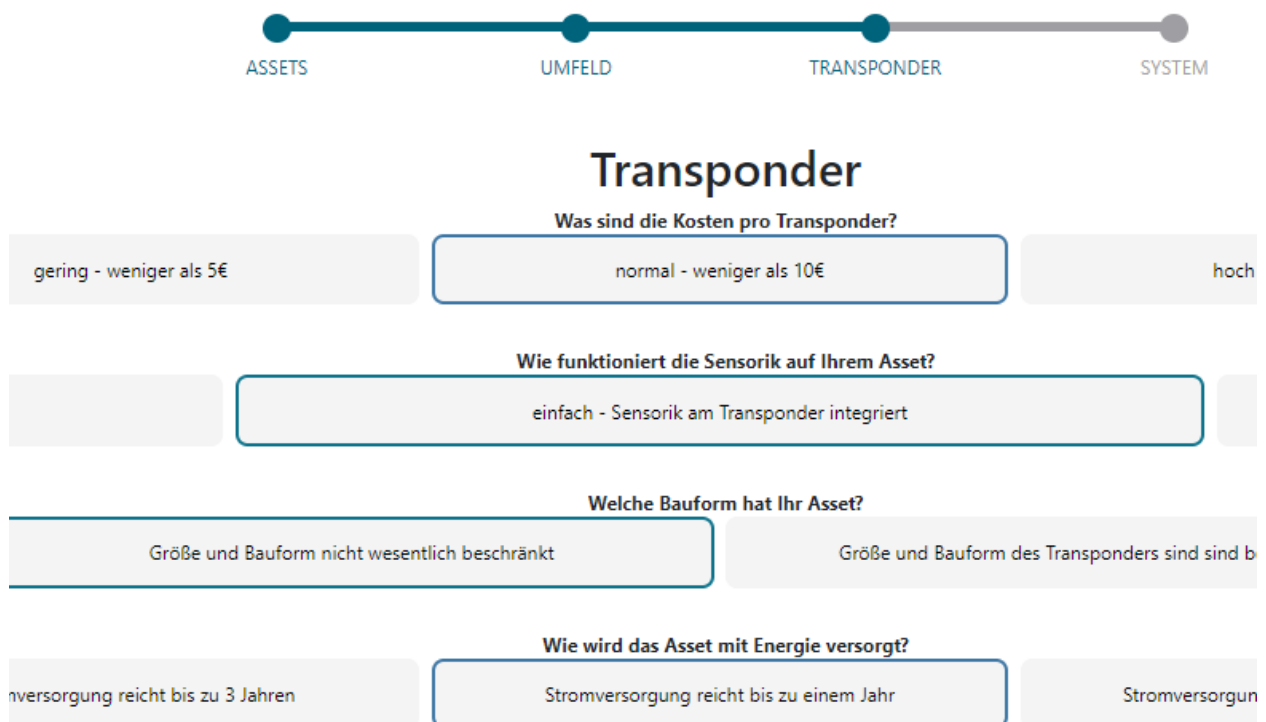 ASSETS UMFELD TRANSPONDER SYSTEM
Transponder
Was sind die Kosten pro Transponder?
gering - weniger als 5€ normal - weniger als 10€ hoch
Wie funktioniert die Sensorik auf Ihrem Asset?
einfach - Sensorik am Transponder integriert
Welche Bauform hat Ihr Asset?
Größe und Bauform nicht wesentlich beschränkt Größe und Bauform des Transponders sind sind b
Wie wird das Asset mit Energie versorgt?
nversorgung reicht bis zu 3 Jahren Stromversorgung reicht bis zu einem Jahr Stromversorgun